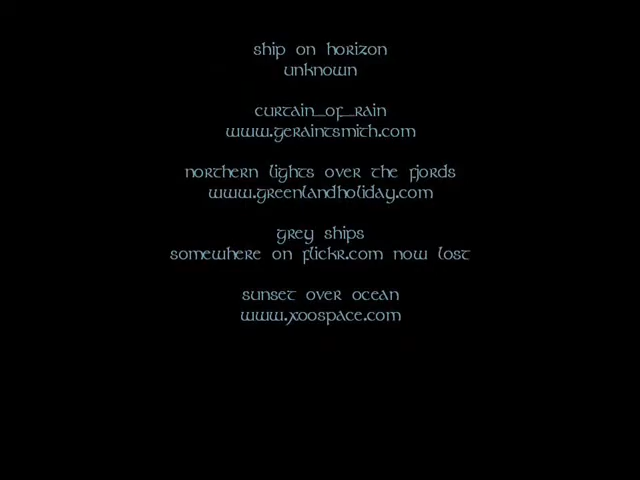 ship on horizon
unknown
curtain_of_rain
www.geraintsmith.com
northern lights over the fjords
www.greenlandholiday.com
grey ships
somewhere on flickr.com now lost
sunset over ocean
www.xoospace.com